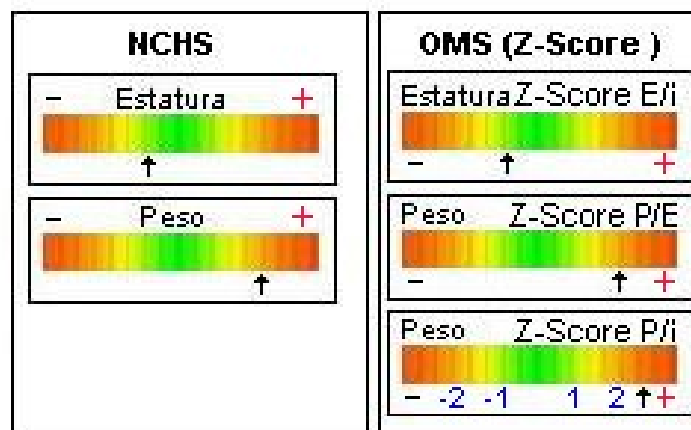 NCHS
− Estatura +
− Peso +
OMS (Z-Score )
Estatura Z-Score E/i
− +
Peso Z-Score P/E
− +
Peso Z-Score P/i
− -2 -1 1 2 +